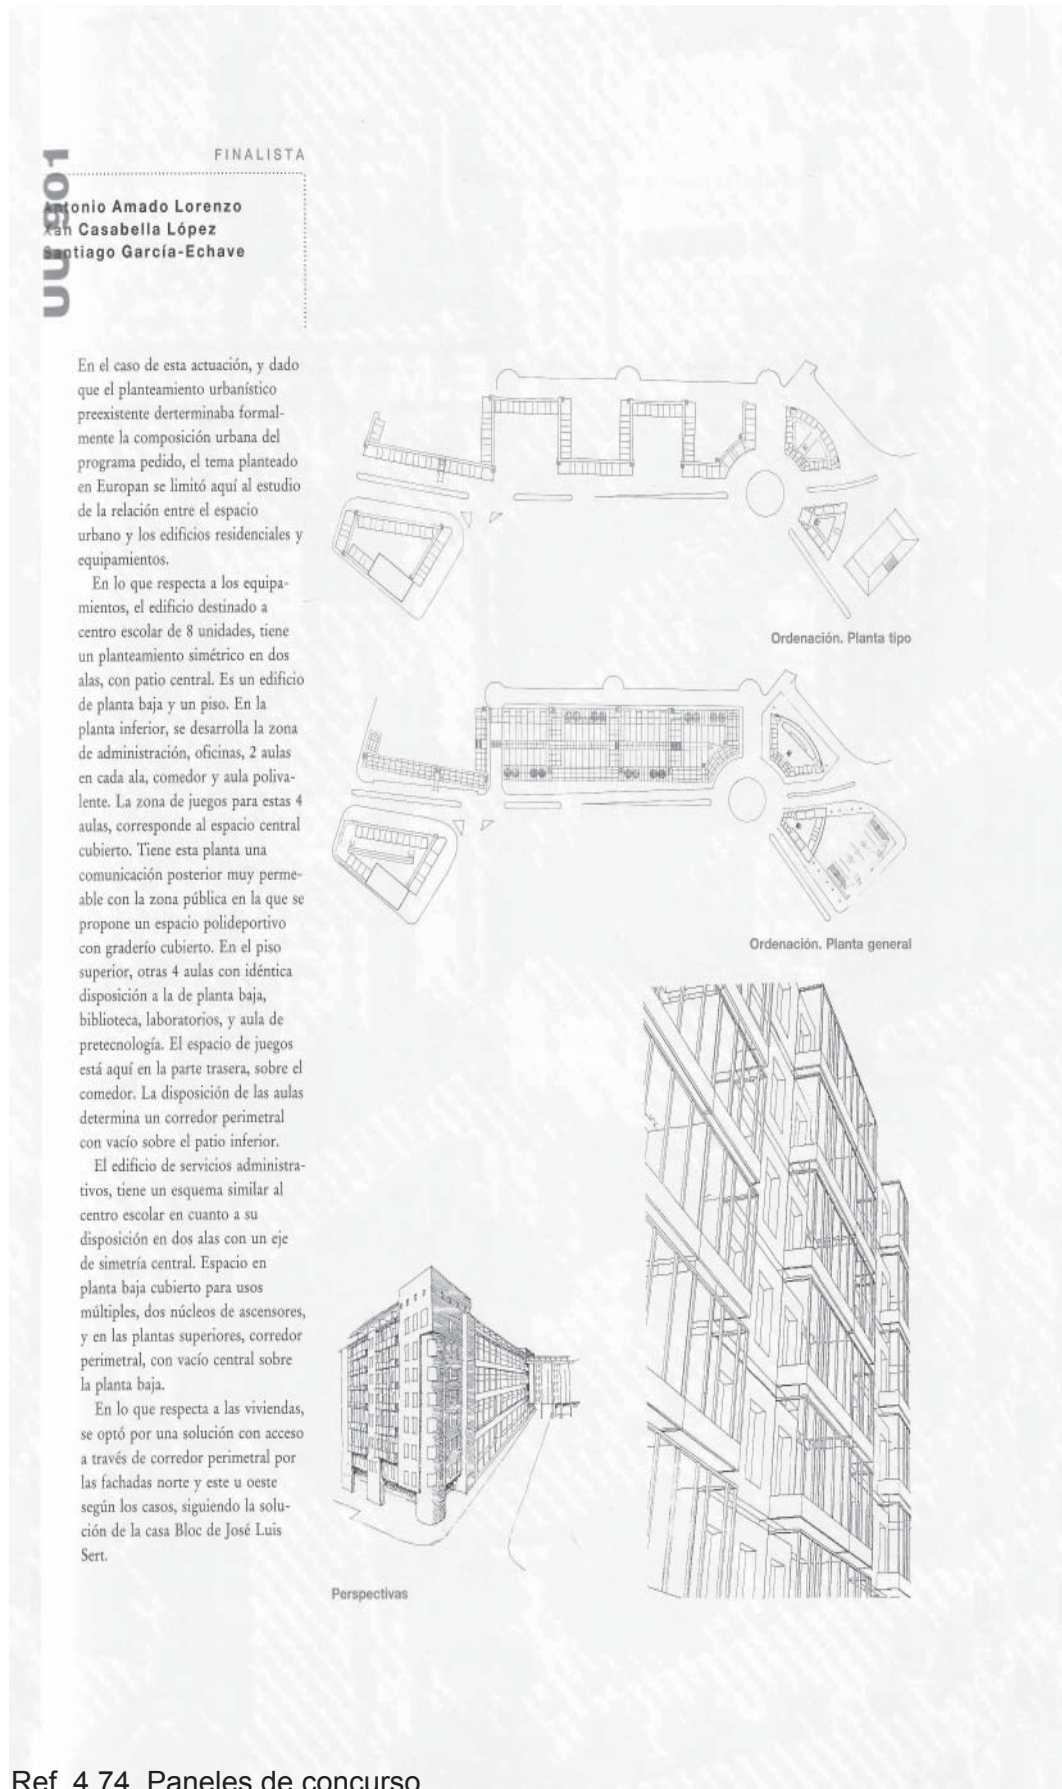 FINALISTA
UU 901
Antonio Amado Lorenzo
Xan Casabella López
Santiago García-Echave
En el caso de esta actuación, y dado
que el planteamiento urbanístico
preexistente derterminaba formal-
mente la composición urbana del
programa pedido, el tema planteado
en Europan se limitó aquí al estudio
de la relación entre el espacio
urbano y los edificios residenciales y
equipamientos.
En lo que respecta a los equipa-
mientos, el edificio destinado a
centro escolar de 8 unidades, tiene
un planteamiento simétrico en dos
alas, con patio central. Es un edificio
de planta baja y un piso. En la
planta inferior, se desarrolla la zona
de administración, oficinas, 2 aulas
en cada ala, comedor y aula poliva-
lente. La zona de juegos para estas 4
aulas, corresponde al espacio central
cubierto. Tiene esta planta una
comunicación posterior muy perme-
able con la zona pública en la que se
propone un espacio polideportivo
con graderío cubierto. En el piso
superior, otras 4 aulas con idéntica
disposición a la de planta baja,
biblioteca, laboratorios, y aula de
pretecnología. El espacio de juegos
está aquí en la parte trasera, sobre el
comedor. La disposición de las aulas
determina un corredor perimetral
con vacío sobre el patio inferior.
El edificio de servicios administra-
tivos, tiene un esquema similar al
centro escolar en cuanto a su
disposición en dos alas con un eje
de simetría central. Espacio en
planta baja cubierto para usos
múltiples, dos núcleos de ascensores,
y en las plantas superiores, corredor
perimetral, con vacío central sobre
la planta baja.
En lo que respecta a las viviendas,
se optó por una solución con acceso
a través de corredor perimetral por
las fachadas norte y este u oeste
según los casos, siguiendo la solu-
ción de la casa Bloc de José Luis
Sert.
Ordenación. Planta tipo
Ordenación. Planta general
Perspectivas
Ref. 4.74. Paneles de concurso